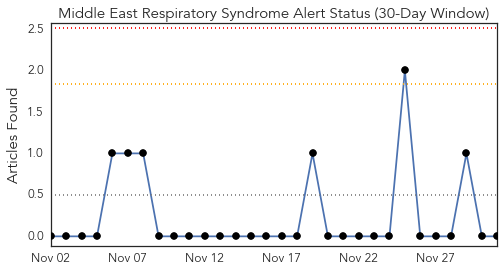 Middle East Respiratory Syndrome Alert Status (30-Day Window)
Articles Found
2.5
2.0
1.5
1.0
0.5
0.0
Nov 02 Nov 07 Nov 12 Nov 17 Nov 22 Nov 27